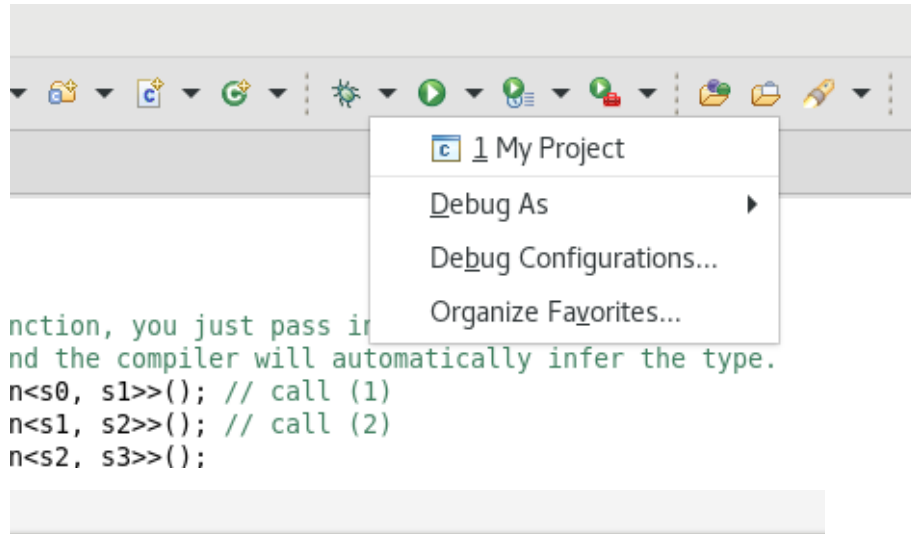 1 My Project
Debug As
Debug Configurations...
Organize Favorites...
nction, you just pass in
nd the compiler will automatically infer the type.
n<s0, s1>>(); // call (1)
n<s1, s2>>(); // call (2)
n<s2, s3>>();